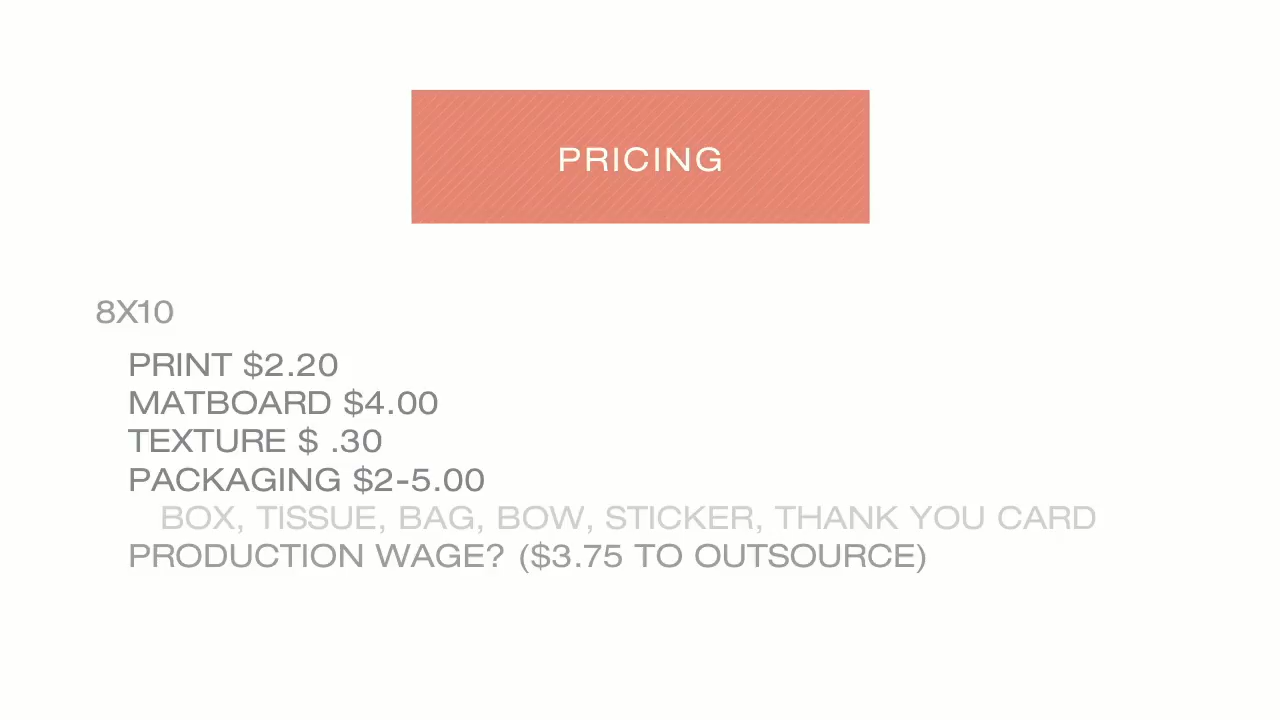 PRICING
8X10
PRINT $2.20
MATBOARD $4.00
TEXTURE $ .30
PACKAGING $2-5.00
BOX, TISSUE, BAG, BOW, STICKER, THANK YOU CARD
PRODUCTION WAGE? ($3.75 TO OUTSOURCE)